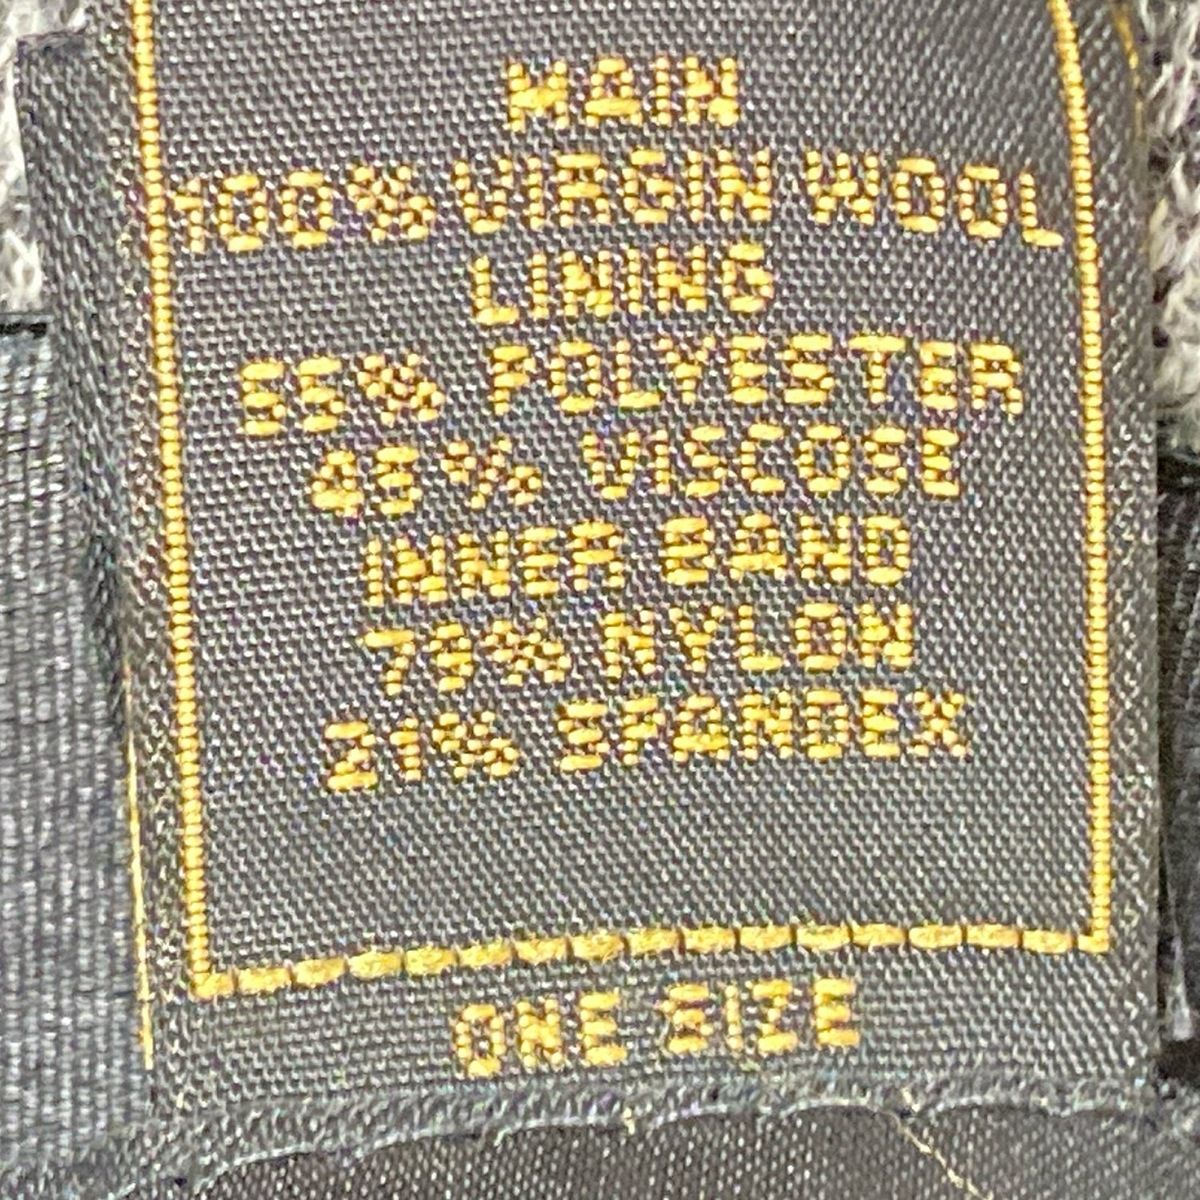 MAIN
100% VIRGIN WOOL
LINING
55% POLYESTER
45% VISCOSE
INNER BAND
79% NYLON
21% SPANDEX
ONE SIZE